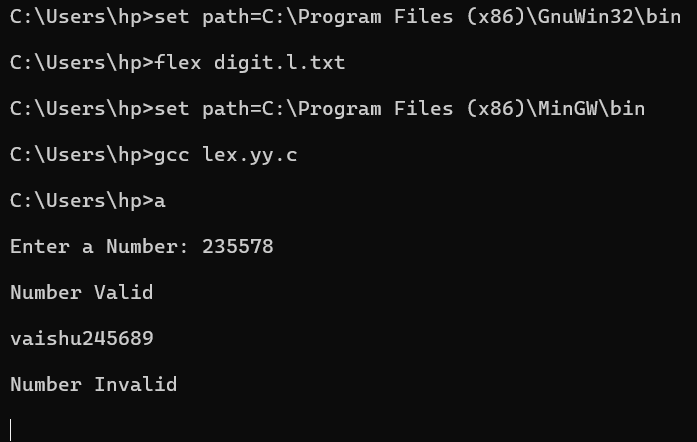 C:\Users\hp>set path=C:\Program Files (x86)\GnuWin32\bin
C:\Users\hp>flex digit.l.txt
C:\Users\hp>set path=C:\Program Files (x86)\MinGW\bin
C:\Users\hp>gcc lex.yy.c
C:\Users\hp>a
Enter a Number: 235578
Number Valid
vaishu245689
Number Invalid